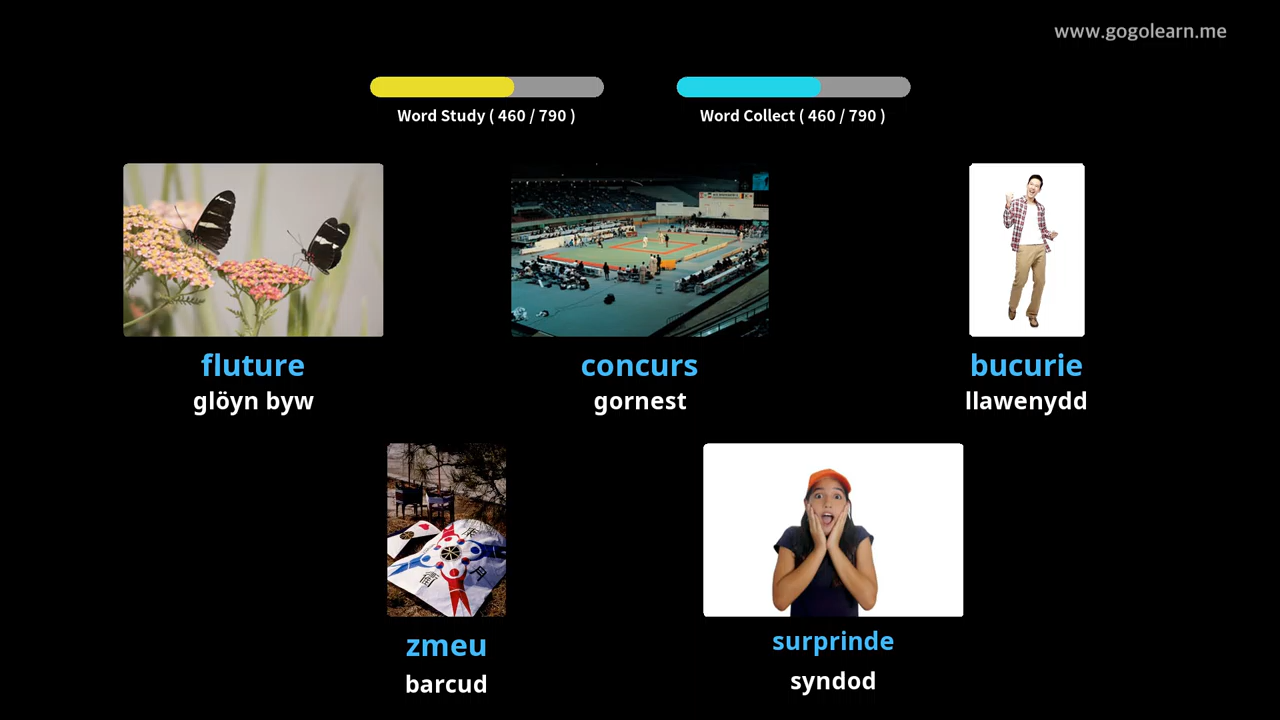 www.gogolearn.me
Word Study ( 460 / 790 )
Word Collect ( 460 / 790 )
fluture
glöyn byw
concurs
gornest
bucurie
llawenydd
zmeu
barcud
surprinde
syndod